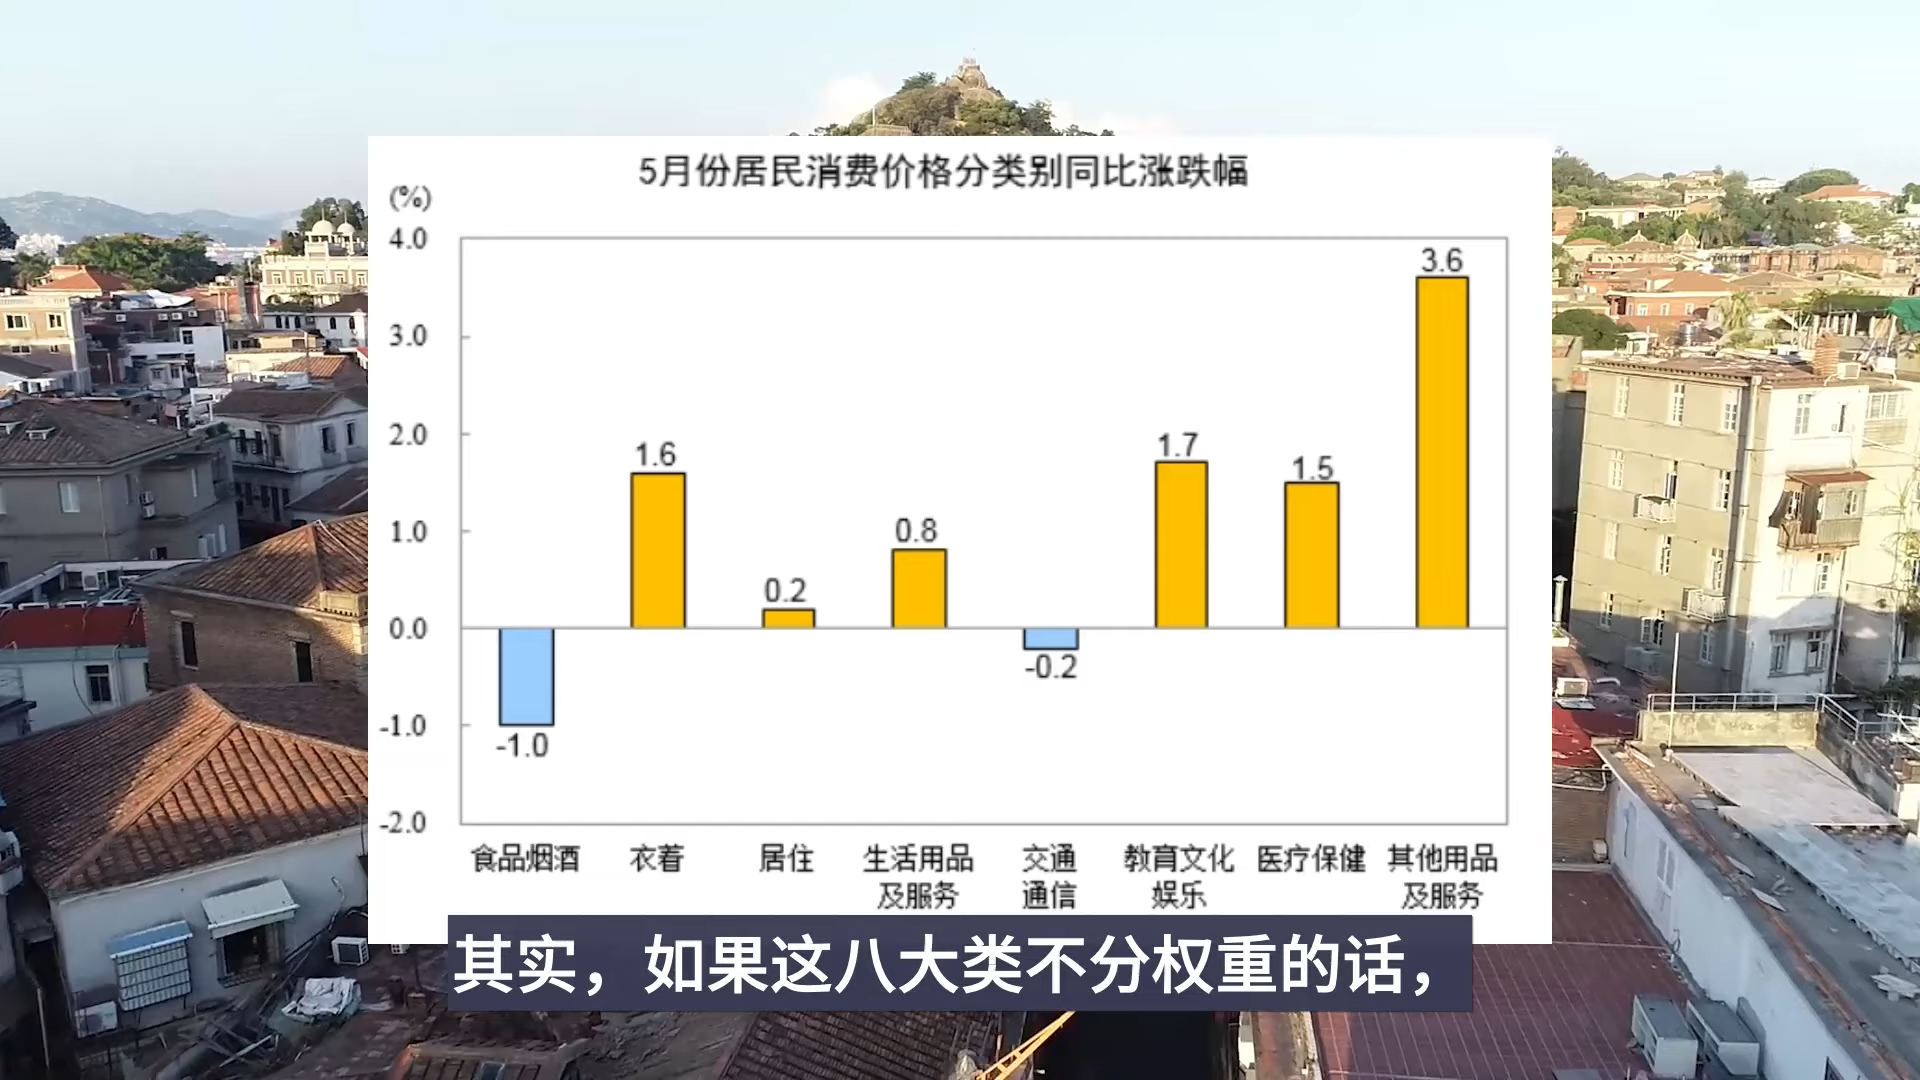 5月份居民消费价格分类别同比涨跌幅
(%)
4.0
3.0
2.0
1.0
0.0
-1.0
-2.0
-1.0
1.6
0.2
0.8
-0.2
1.7
1.5
3.6
食品烟酒
衣着
居住
生活用品
及服务
交通
通信
教育文化
娱乐
医疗保健
其他用品
及服务
其实，如果这八大类不分权重的话，